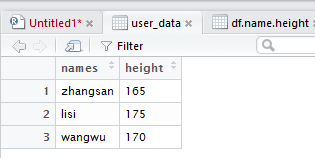 Untitled1* user_data df.name.height
Filter
names height
1 zhangsan 165
2 lisi 175
3 wangwu 170